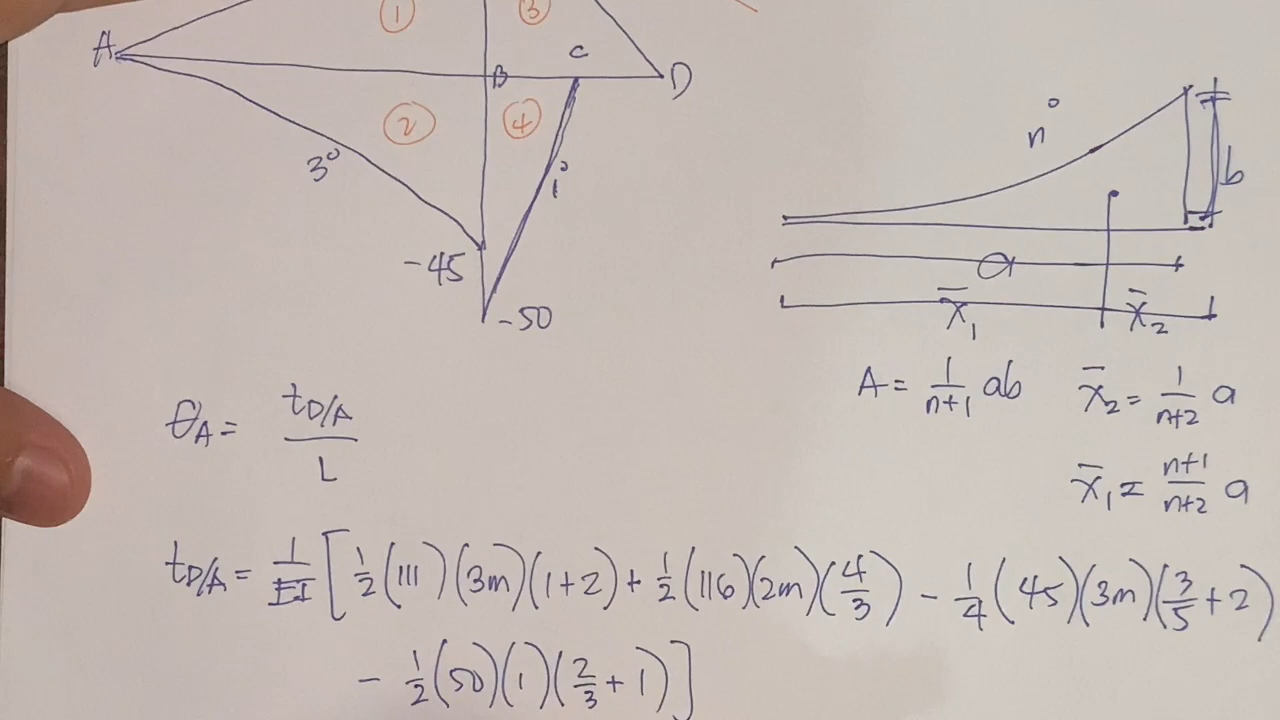 ① ③
A B C D
② ④
3° 1°
-45
-50
n°
b
a
x̄₁ x̄₂
A = 1/(n+1) ab x̄₂ = 1/(n+2) a
x̄₁ = (n+1)/(n+2) a
θA = tD/A / L
tD/A = 1/EI [ 1/2 (111)(3m)(1+2) + 1/2 (116)(2m)(4/3) - 1/4 (45)(3m)(3/5 + 2)
- 1/2 (50)(1)(2/3 + 1) ]